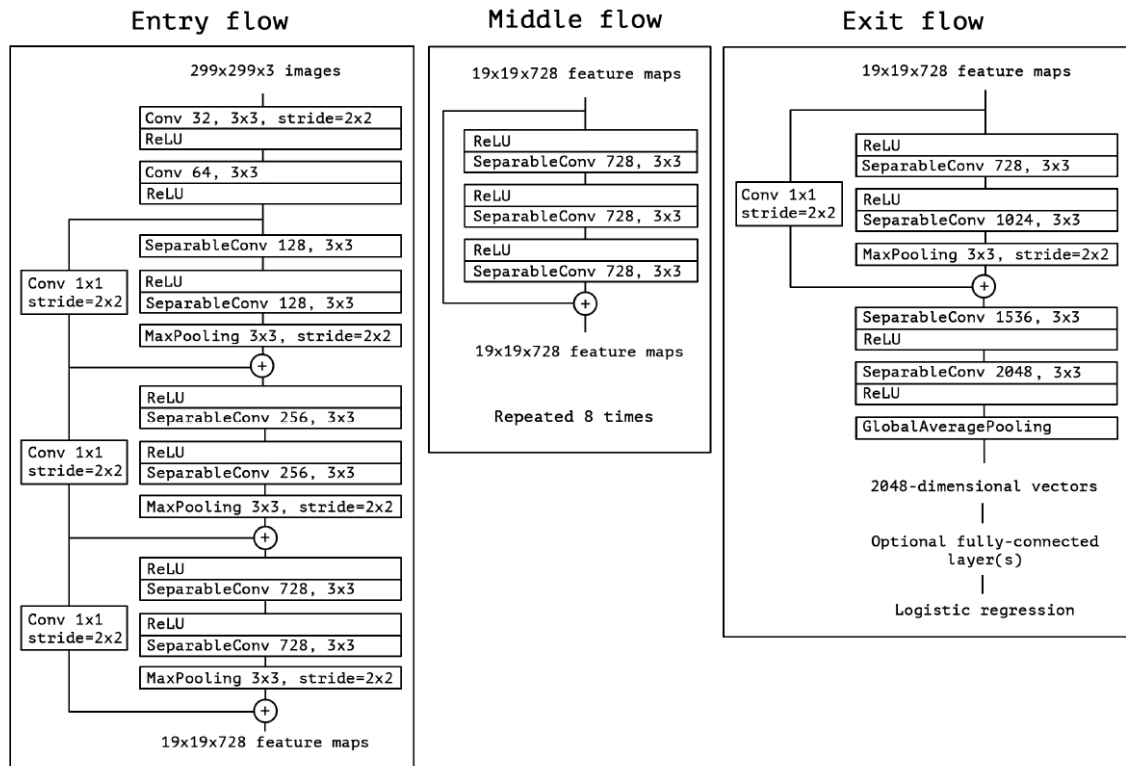 Entry flow
299x299x3 images
Conv 32, 3x3, stride=2x2
ReLU
Conv 64, 3x3
ReLU
SeparableConv 128, 3x3
Conv 1x1
stride=2x2
ReLU
SeparableConv 128, 3x3
MaxPooling 3x3, stride=2x2
+
ReLU
SeparableConv 256, 3x3
Conv 1x1
stride=2x2
ReLU
SeparableConv 256, 3x3
MaxPooling 3x3, stride=2x2
+
ReLU
SeparableConv 728, 3x3
Conv 1x1
stride=2x2
ReLU
SeparableConv 728, 3x3
MaxPooling 3x3, stride=2x2
+
19x19x728 feature maps
Middle flow
19x19x728 feature maps
ReLU
SeparableConv 728, 3x3
ReLU
SeparableConv 728, 3x3
ReLU
SeparableConv 728, 3x3
+
19x19x728 feature maps
Repeated 8 times
Exit flow
19x19x728 feature maps
ReLU
SeparableConv 728, 3x3
Conv 1x1
stride=2x2
ReLU
SeparableConv 1024, 3x3
MaxPooling 3x3, stride=2x2
+
SeparableConv 1536, 3x3
ReLU
SeparableConv 2048, 3x3
ReLU
GlobalAveragePooling
2048-dimensional vectors
Optional fully-connected
layer(s)
Logistic regression